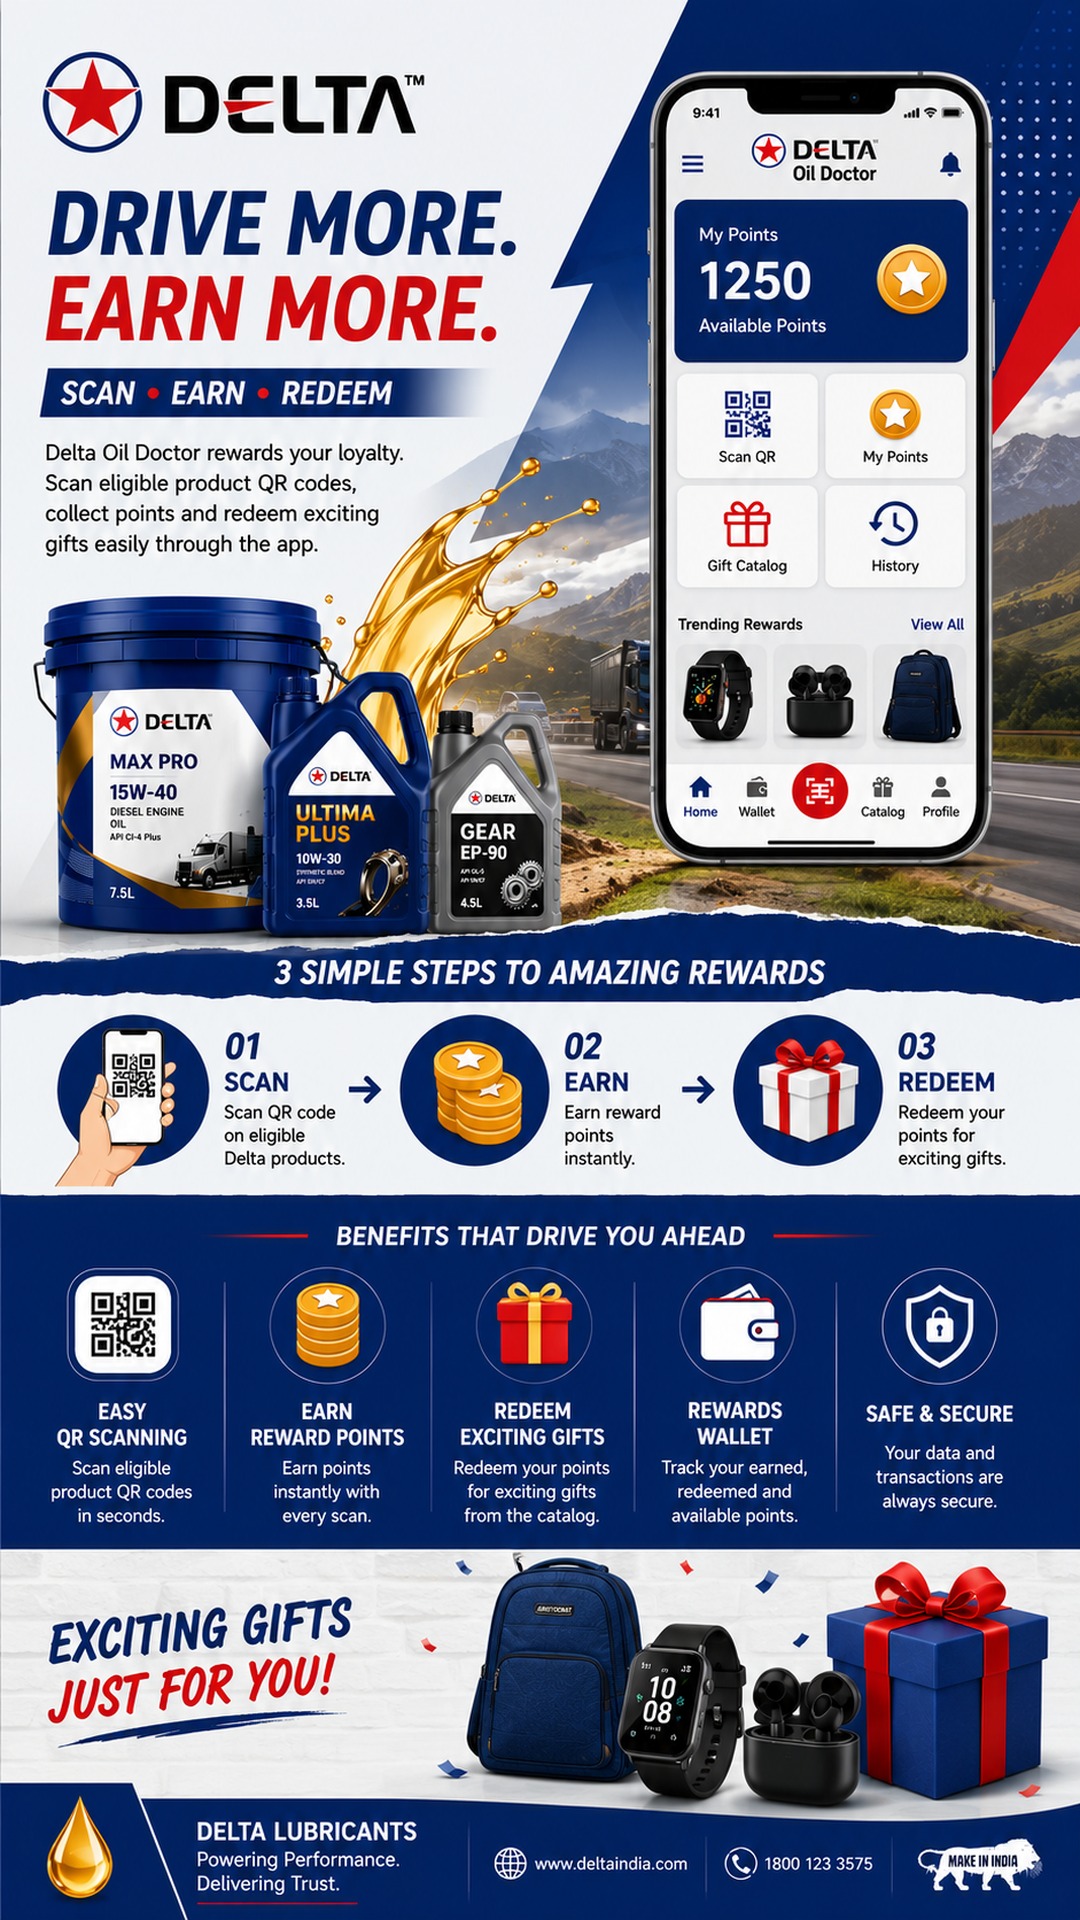 DELTA™
DRIVE MORE.
EARN MORE.
SCAN • EARN • REDEEM
Delta Oil Doctor rewards your loyalty.
Scan eligible product QR codes,
collect points and redeem exciting
gifts easily through the app.
9:41
DELTA
Oil Doctor
My Points
1250
Available Points
Scan QR
My Points
Gift Catalog
History
Trending Rewards
View All
Home
Wallet
Catalog
Profile
DELTA
MAX PRO
15W-40
DIESEL ENGINE
OIL
API CI-4 Plus
7.5L
DELTA
ULTIMA
PLUS
10W-30
3.5L
DELTA
GEAR
EP-90
4.5L
3 SIMPLE STEPS TO AMAZING REWARDS
01
SCAN
Scan QR code
on eligible
Delta products.
02
EARN
Earn reward
points
instantly.
03
REDEEM
Redeem your
points for
exciting gifts.
BENEFITS THAT DRIVE YOU AHEAD
EASY
QR SCANNING
Scan eligible
product QR codes
in seconds.
EARN
REWARD POINTS
Earn points
instantly with
every scan.
REDEEM
EXCITING GIFTS
Redeem your points
for exciting gifts
from the catalog.
REWARDS
WALLET
Track your earned,
redeemed and
available points.
SAFE & SECURE
Your data and
transactions are
always secure.
EXCITING GIFTS
JUST FOR YOU!
10
08
DELTA LUBRICANTS
Powering Performance.
Delivering Trust.
www.deltaindia.com
1800 123 3575
MAKE IN INDIA